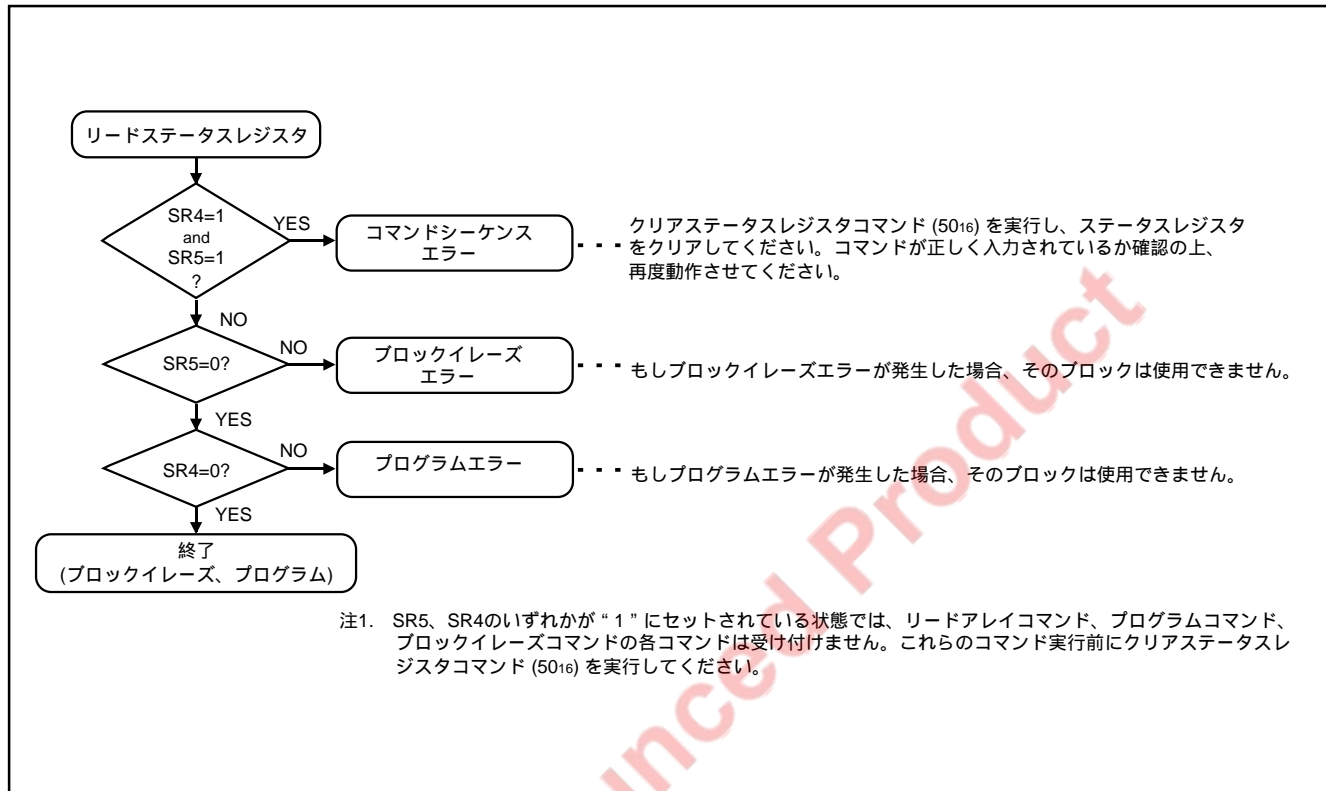 リードステータスレジスタ
SR4=1
and
SR5=1
?
YES
コマンドシーケンス
エラー
クリアステータスレジスタコマンド (5016) を実行し、ステータスレジスタ
をクリアしてください。コマンドが正しく入力されているか確認の上、
再度動作させてください。
NO
SR5=0?
NO
ブロックイレーズ
エラー
もしブロックイレーズエラーが発生した場合、そのブロックは使用できません。
YES
SR4=0?
NO
プログラムエラー
もしプログラムエラーが発生した場合、そのブロックは使用できません。
YES
終了
(ブロックイレーズ、プログラム)
注1. SR5、SR4のいずれかが “ 1 ” にセットされている状態では、リードアレイコマンド、プログラムコマンド、
ブロックイレーズコマンドの各コマンドは受け付けません。これらのコマンド実行前にクリアステータスレ
ジスタコマンド (5016) を実行してください。
unced Product